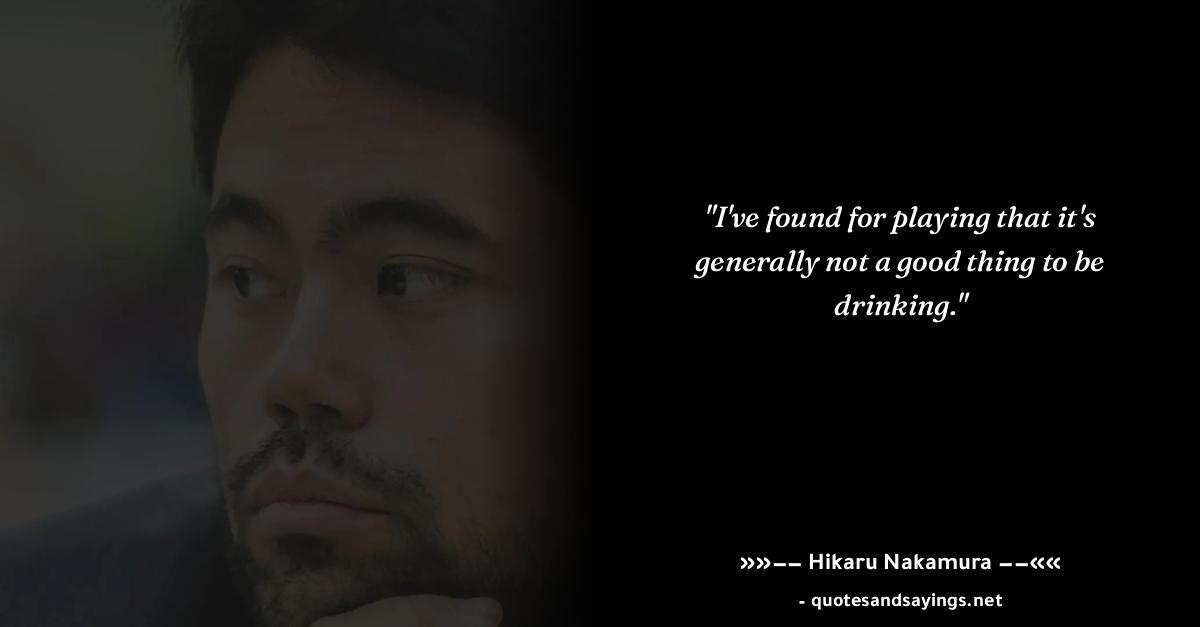 "I've found for playing that it's
generally not a good thing to be
drinking."
»»–– Hikaru Nakamura ––««
- quotesandsayings.net